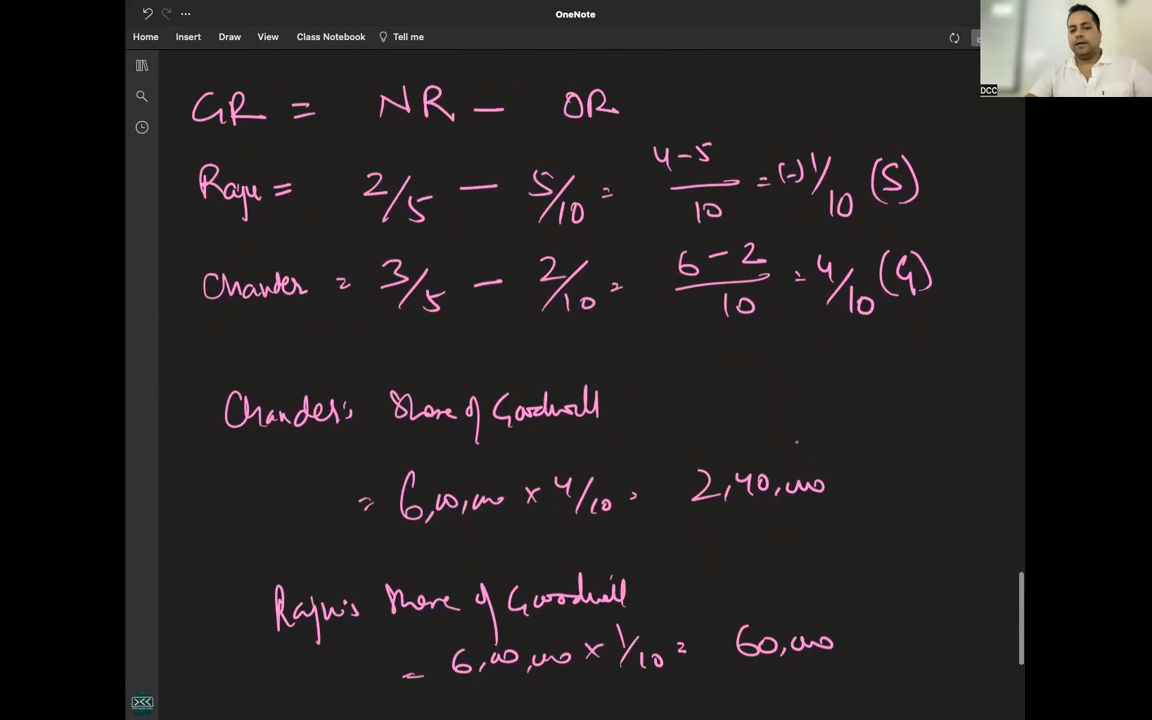 OneNote
Home Insert Draw View Class Notebook Tell me
DCC
GR = NR - OR
Raju = 2/5 - 5/10 = 4-5/10 = (-) 1/10 (S)
Chander = 3/5 - 2/10 = 6-2/10 = 4/10 (G)
Chander's Share of Goodwill
= 6,00,000 x 4/10 = 2,40,000
Raju's Share of Goodwill
= 6,00,000 x 1/10 = 60,000